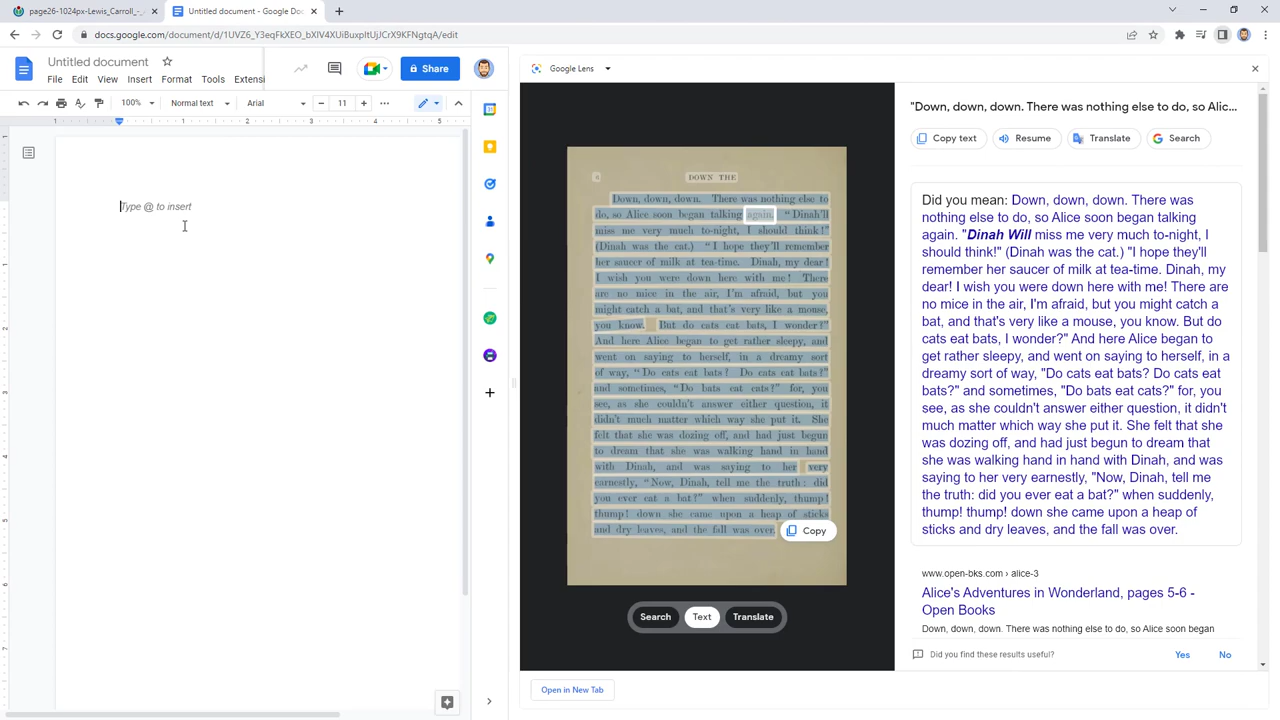 page26-1024px-Lewis_Carroll_-_
Untitled document - Google Doc
docs.google.com/document/d/1UVZ6_Y3eqFkXEO_bXIV4XUiBuxpItUjJCrX9KFNgtqA/edit
Untitled document
File Edit View Insert Format Tools Extensi
Share
100% Normal text Arial 11
1 1 2 3 4 5
Type @ to insert
Google Lens
6 DOWN THE
Down, down, down. There was nothing else to
do, so Alice soon began talking again. “Dinah'll
miss me very much to-night, I should think!”
(Dinah was the cat.) “I hope they'll remember
her saucer of milk at tea-time. Dinah, my dear!
I wish you were down here with me! There
are no mice in the air, I'm afraid, but you
might catch a bat, and that's very like a mouse,
you know. But do cats eat bats, I wonder?”
And here Alice began to get rather sleepy, and
went on saying to herself, in a dreamy sort
of way, “Do cats eat bats? Do cats eat bats?”
and sometimes, “Do bats eat cats?” for, you
see, as she couldn't answer either question, it
didn't much matter which way she put it. She
felt that she was dozing off, and had just begun
to dream that she was walking hand in hand
with Dinah, and was saying to her very
earnestly, “Now, Dinah, tell me the truth: did
you ever eat a bat?” when suddenly, thump!
thump! down she came upon a heap of sticks
and dry leaves, and the fall was over.
Copy
Search Text Translate
Open in New Tab
"Down, down, down. There was nothing else to do, so Alic...
Copy text Resume Translate Search
Did you mean: Down, down, down. There was
nothing else to do, so Alice soon began talking
again. "Dinah Will miss me very much to-night, I
should think!" (Dinah was the cat.) "I hope they'll
remember her saucer of milk at tea-time. Dinah, my
dear! I wish you were down here with me! There are
no mice in the air, I'm afraid, but you might catch a
bat, and that's very like a mouse, you know. But do
cats eat bats, I wonder?" And here Alice began to
get rather sleepy, and went on saying to herself, in a
dreamy sort of way, "Do cats eat bats? Do cats eat
bats?" and sometimes, "Do bats eat cats?" for, you
see, as she couldn't answer either question, it didn't
much matter which way she put it. She felt that she
was dozing off, and had just begun to dream that
she was walking hand in hand with Dinah, and was
saying to her very earnestly, "Now, Dinah, tell me
the truth: did you ever eat a bat?" when suddenly,
thump! thump! down she came upon a heap of
sticks and dry leaves, and the fall was over.
www.open-bks.com › alice-3
Alice's Adventures in Wonderland, pages 5-6 -
Open Books
Down, down, down. There was nothing else to do, so Alice soon began
Did you find these results useful? Yes No